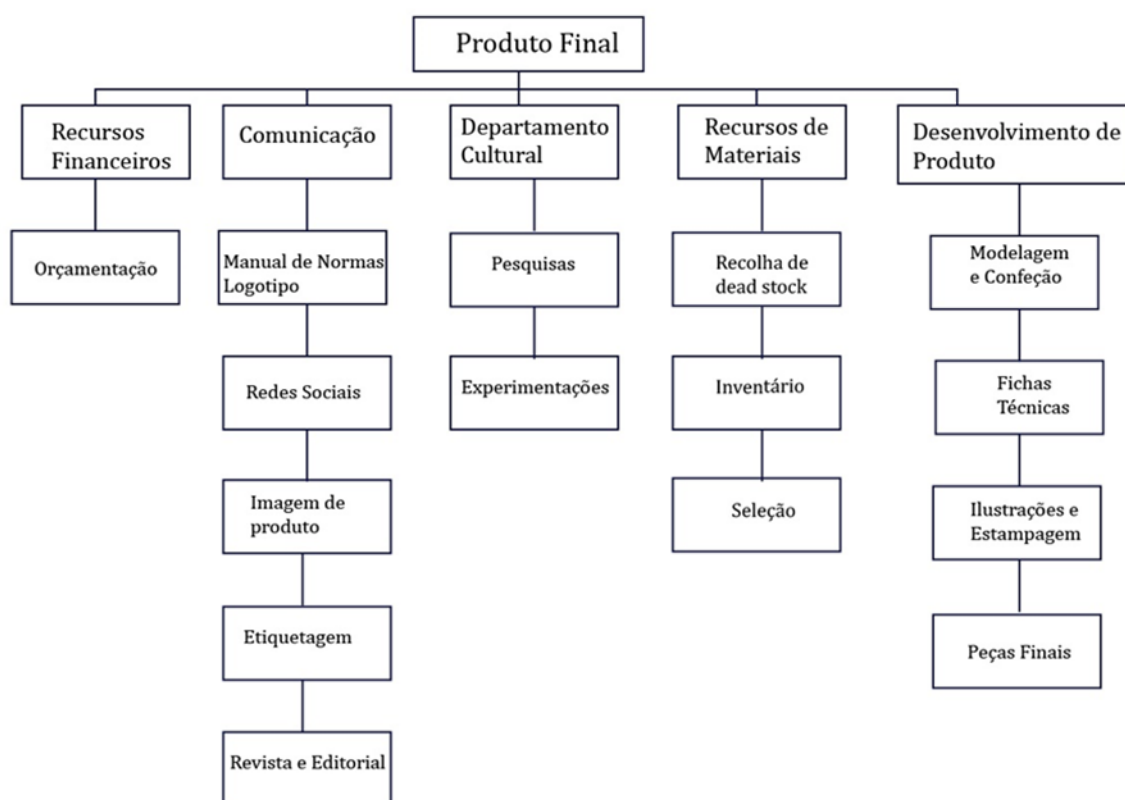 Produto Final
Recursos
Financeiros
Comunicação
Departamento
Cultural
Recursos de
Materiais
Desenvolvimento de
Produto
Orçamentação
Manual de Normas
Logotipo
Pesquisas
Recolha de
dead stock
Modelagem
e Confeção
Redes Sociais
Experimentações
Inventário
Fichas
Técnicas
Imagem de
produto
Seleção
Ilustrações e
Estampagem
Etiquetagem
Peças Finais
Revista e Editorial